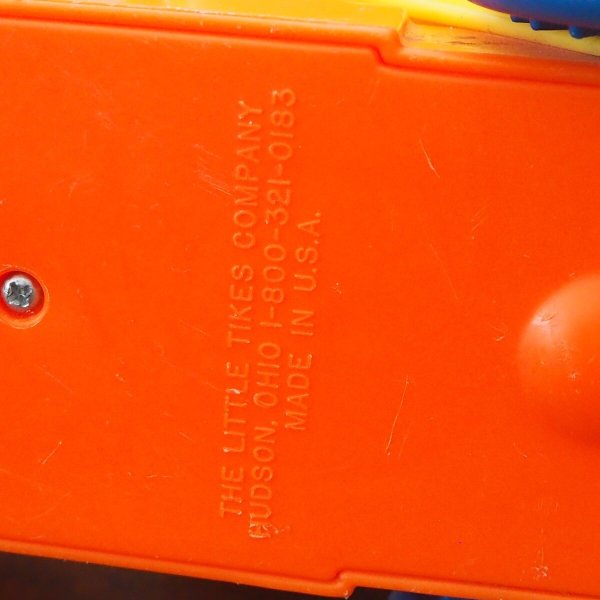 THE LITTLE TIKES COMPANY
HUDSON, OHIO 1-800-321-0183
MADE IN U.S.A.